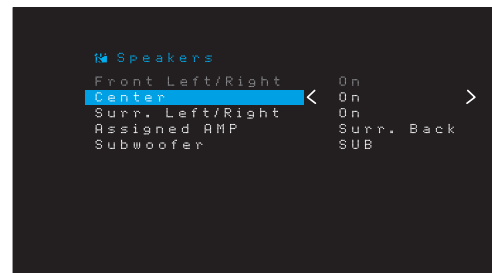 Speakers
Front Left/Right On
Center < On >
Surr. Left/Right On
Assigned AMP Surr. Back
Subwoofer SUB